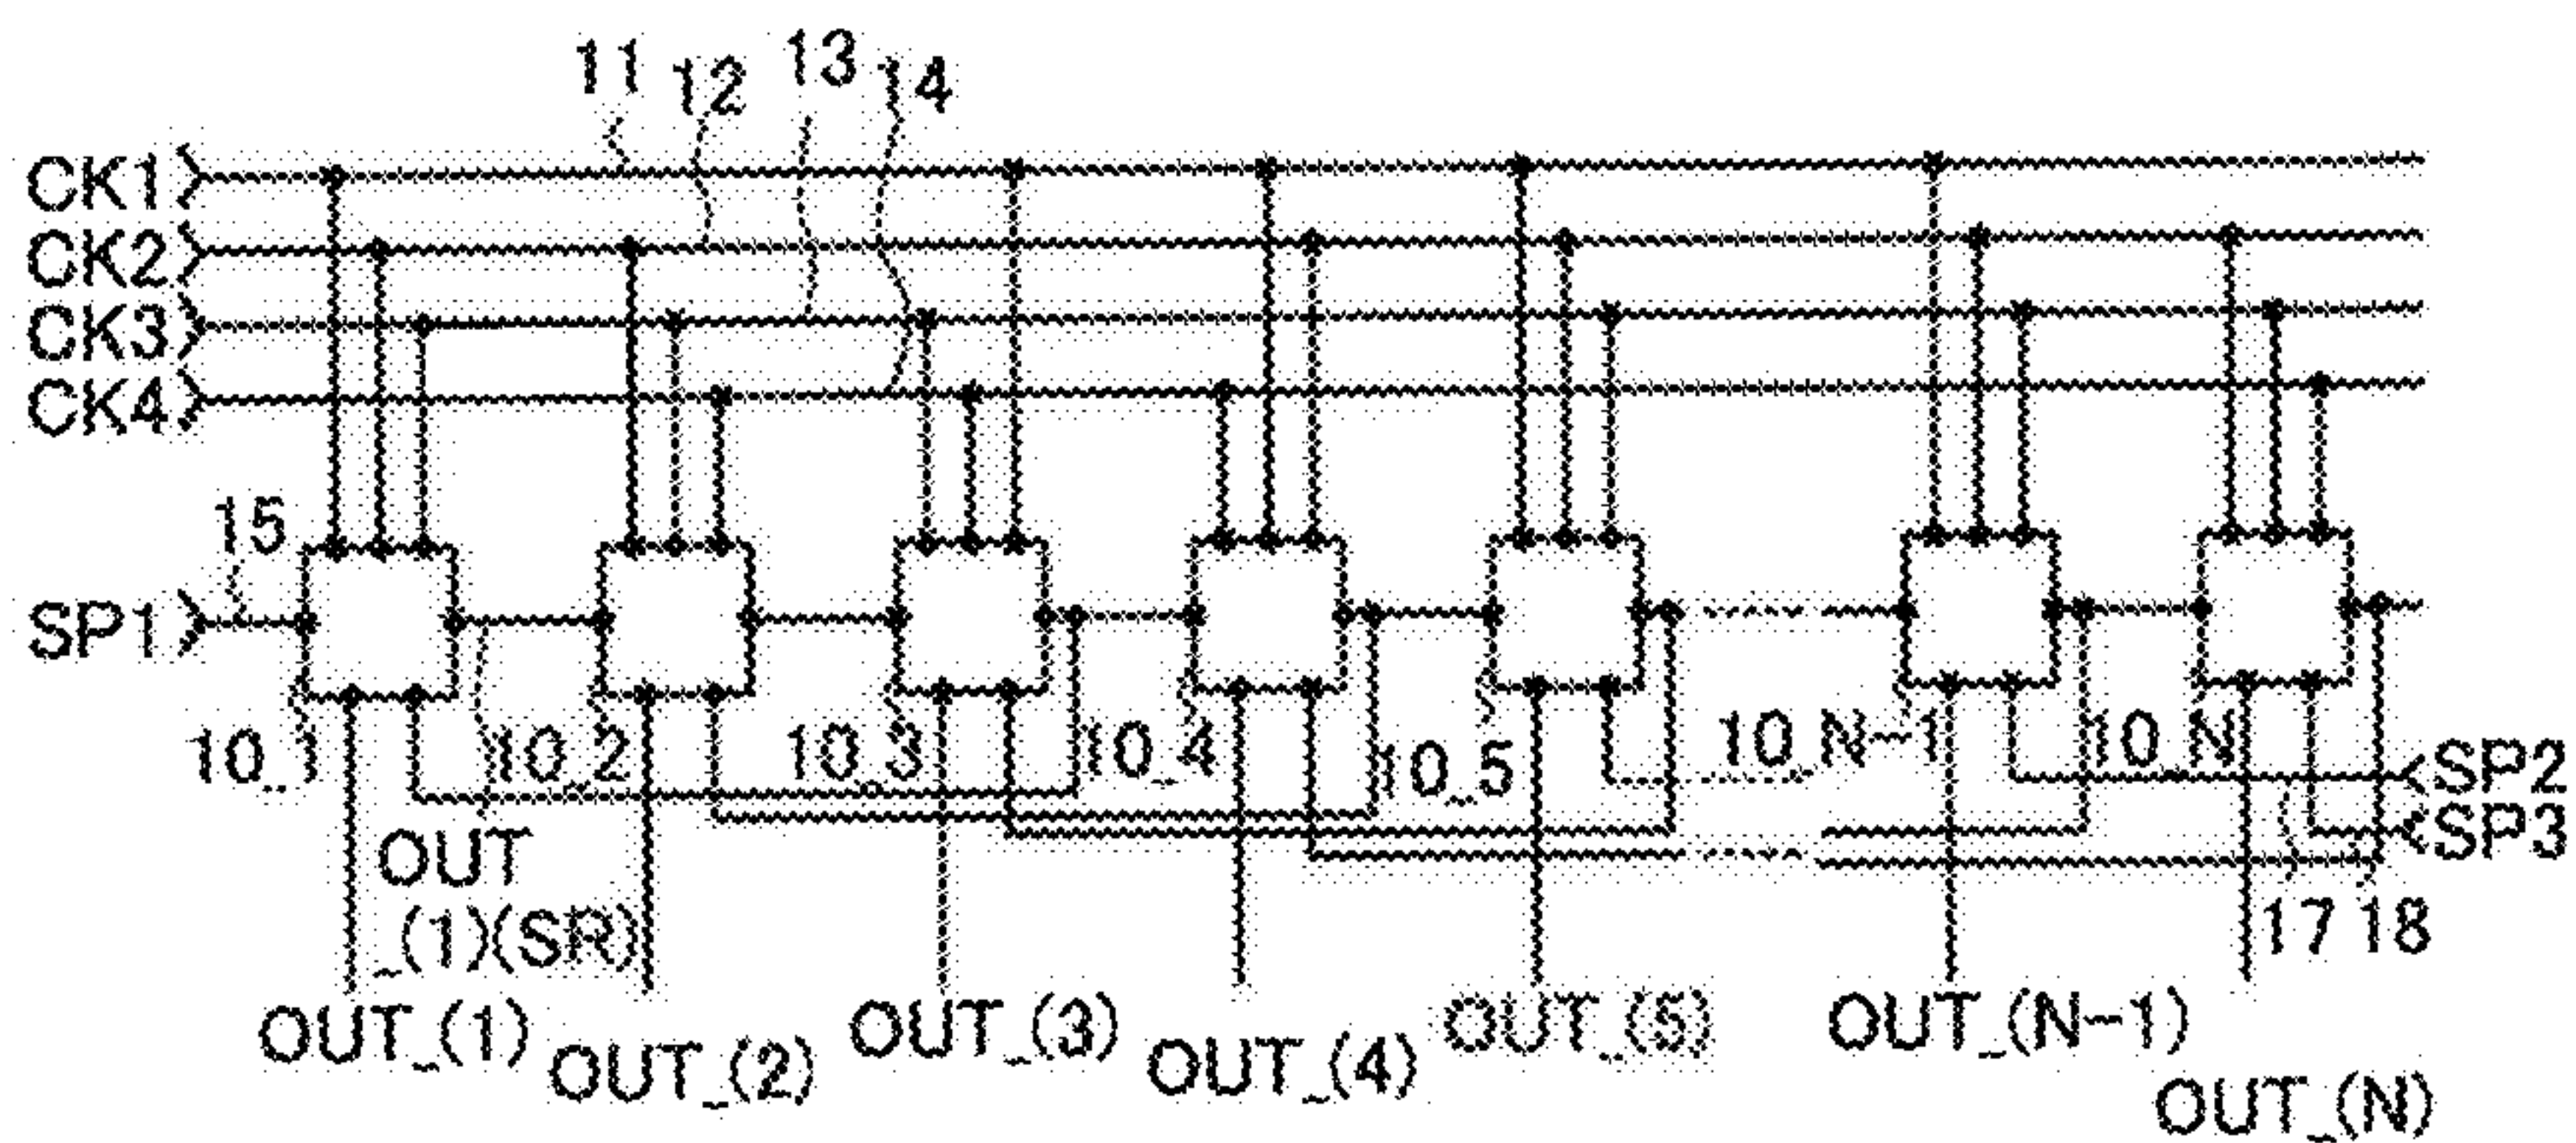 11
12
13
14
CK1
CK2
CK3
CK4
15
SP1
10_1
10_2
10_3
10_4
10_5
10_N-1
10_N
SP2
SP3
OUT
_(1)(SR)
17
18
OUT_(1)
OUT_(2)
OUT_(3)
OUT_(4)
OUT_(5)
OUT_(N-1)
OUT_(N)